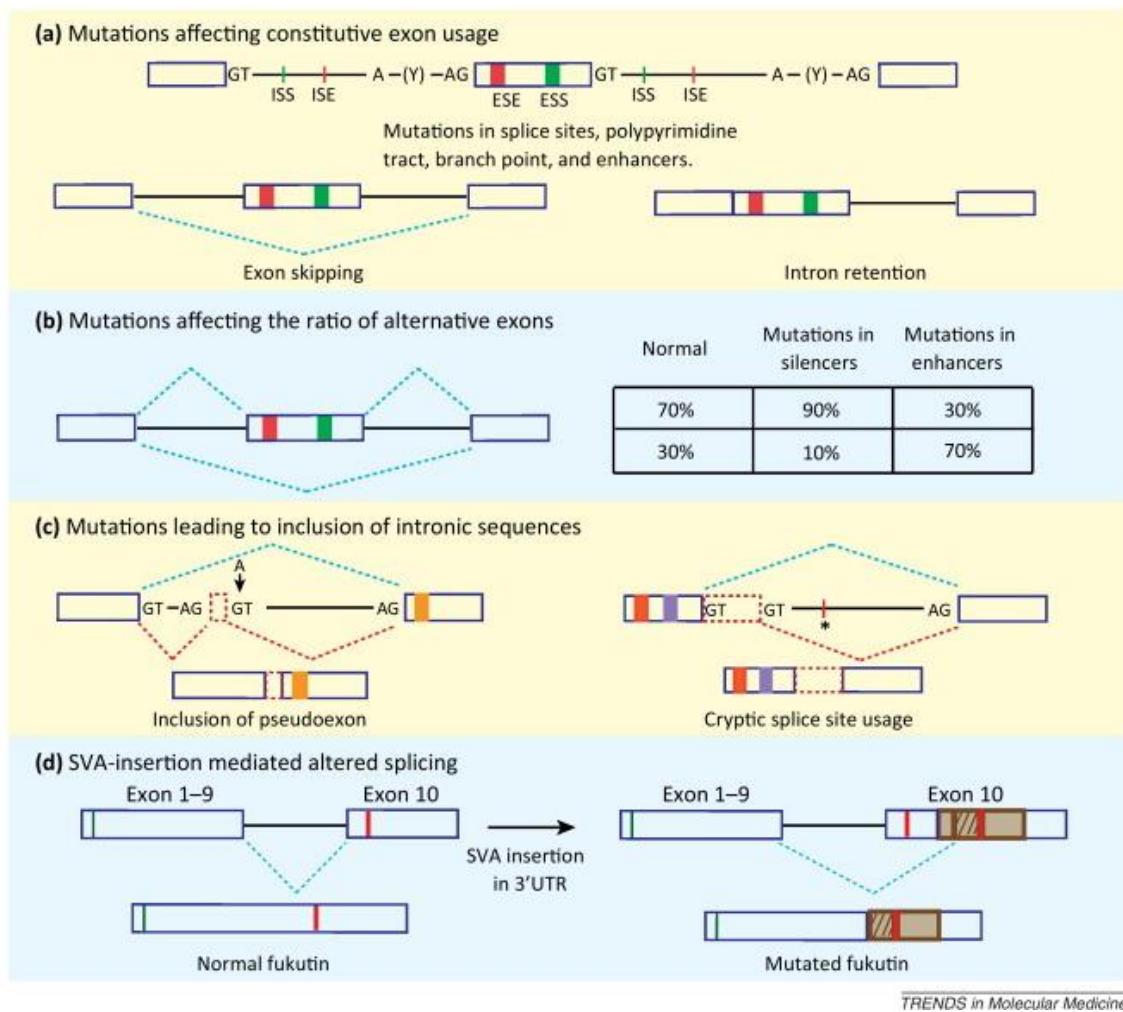 (a) Mutations affecting constitutive exon usage
GT ISS ISE A –(Y) –AG ESE ESS GT ISS ISE A –(Y) –AG
Mutations in splice sites, polypyrimidine
tract, branch point, and enhancers.
Exon skipping
Intron retention
(b) Mutations affecting the ratio of alternative exons
Normal
Mutations in
silencers
Mutations in
enhancers
70% 90% 30%
30% 10% 70%
(c) Mutations leading to inclusion of intronic sequences
A
GT–AG GT AG
Inclusion of pseudoexon
GT GT * AG
Cryptic splice site usage
(d) SVA-insertion mediated altered splicing
Exon 1–9 Exon 10
SVA insertion
in 3’UTR
Exon 1–9 Exon 10
Normal fukutin
Mutated fukutin
TRENDS in Molecular Medicine